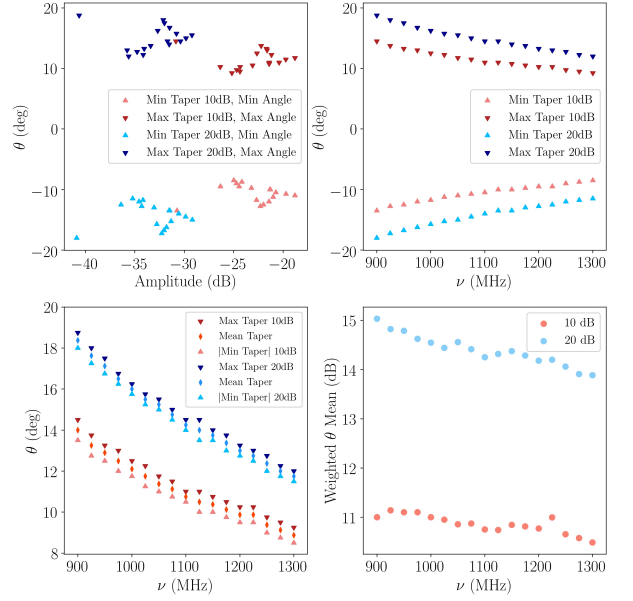 20
10
0
−10
−20
θ (deg)
Min Taper 10dB, Min Angle
Max Taper 10dB, Max Angle
Min Taper 20dB, Min Angle
Max Taper 20dB, Max Angle
−40 −35 −30 −25 −20
Amplitude (dB)
20
10
0
−10
−20
θ (deg)
Min Taper 10dB
Max Taper 10dB
Min Taper 20dB
Max Taper 20dB
900 1000 1100 1200 1300
ν (MHz)
20
18
16
14
12
10
8
θ (deg)
Max Taper 10dB
Mean Taper
|Min Taper| 10dB
Max Taper 20dB
Mean Taper
|Min Taper| 20dB
900 1000 1100 1200 1300
ν (MHz)
15
14
13
12
11
Weighted θ Mean (dB)
10 dB
20 dB
900 1000 1100 1200 1300
ν (MHz)